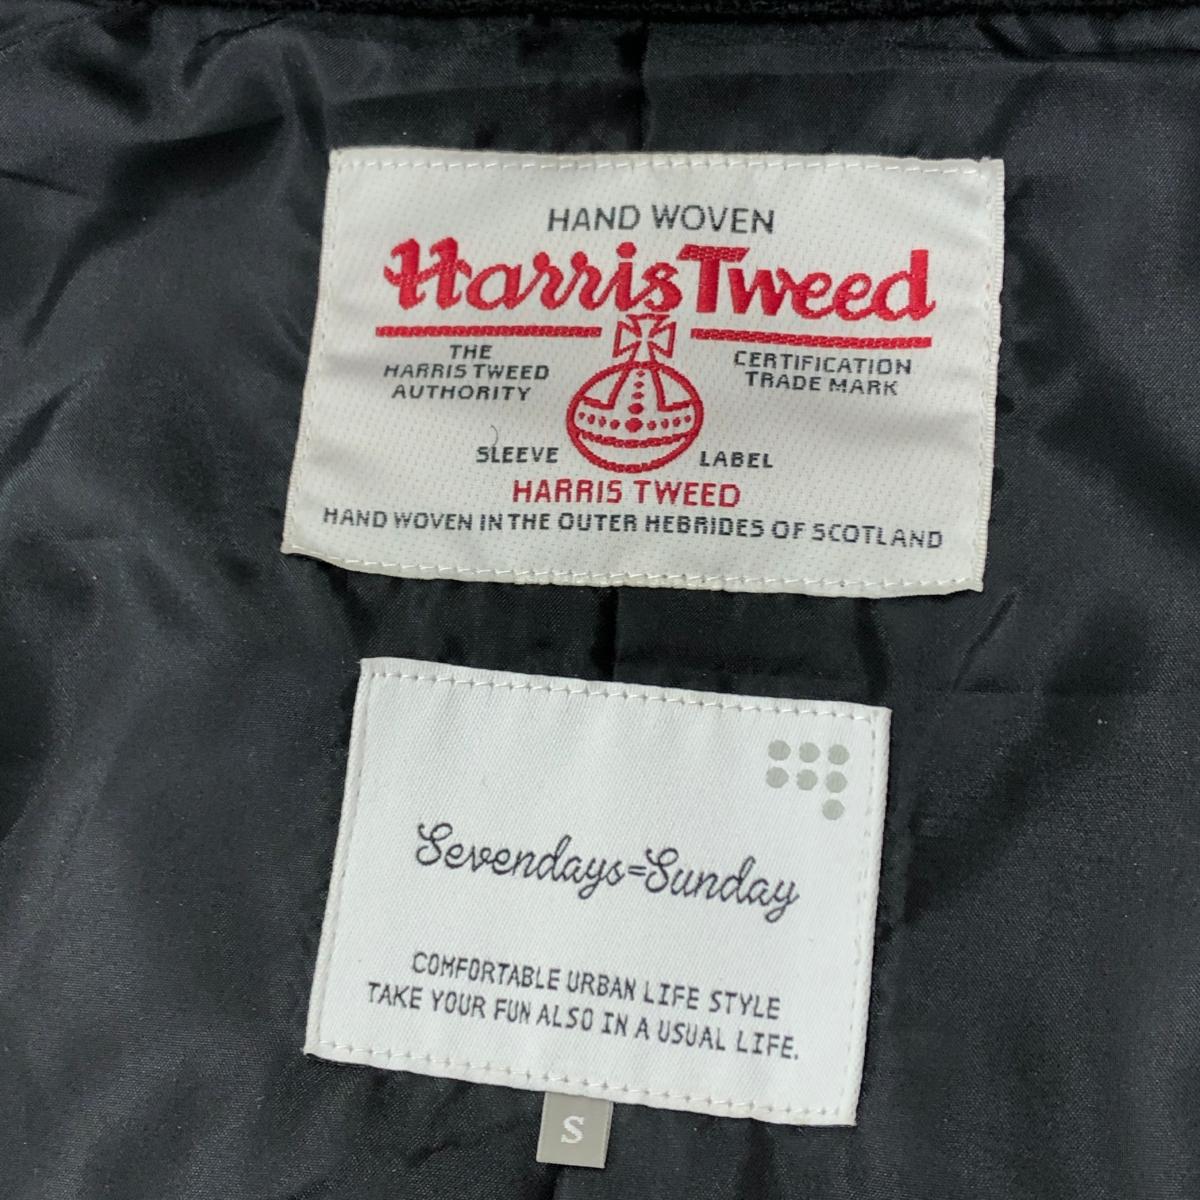 HAND WOVEN
Harris Tweed
THE
HARRIS TWEED
AUTHORITY
CERTIFICATION
TRADE MARK
SLEEVE LABEL
HARRIS TWEED
HAND WOVEN IN THE OUTER HEBRIDES OF SCOTLAND
Sevendays=Sunday
COMFORTABLE URBAN LIFE STYLE
TAKE YOUR FUN ALSO IN A USUAL LIFE.
S